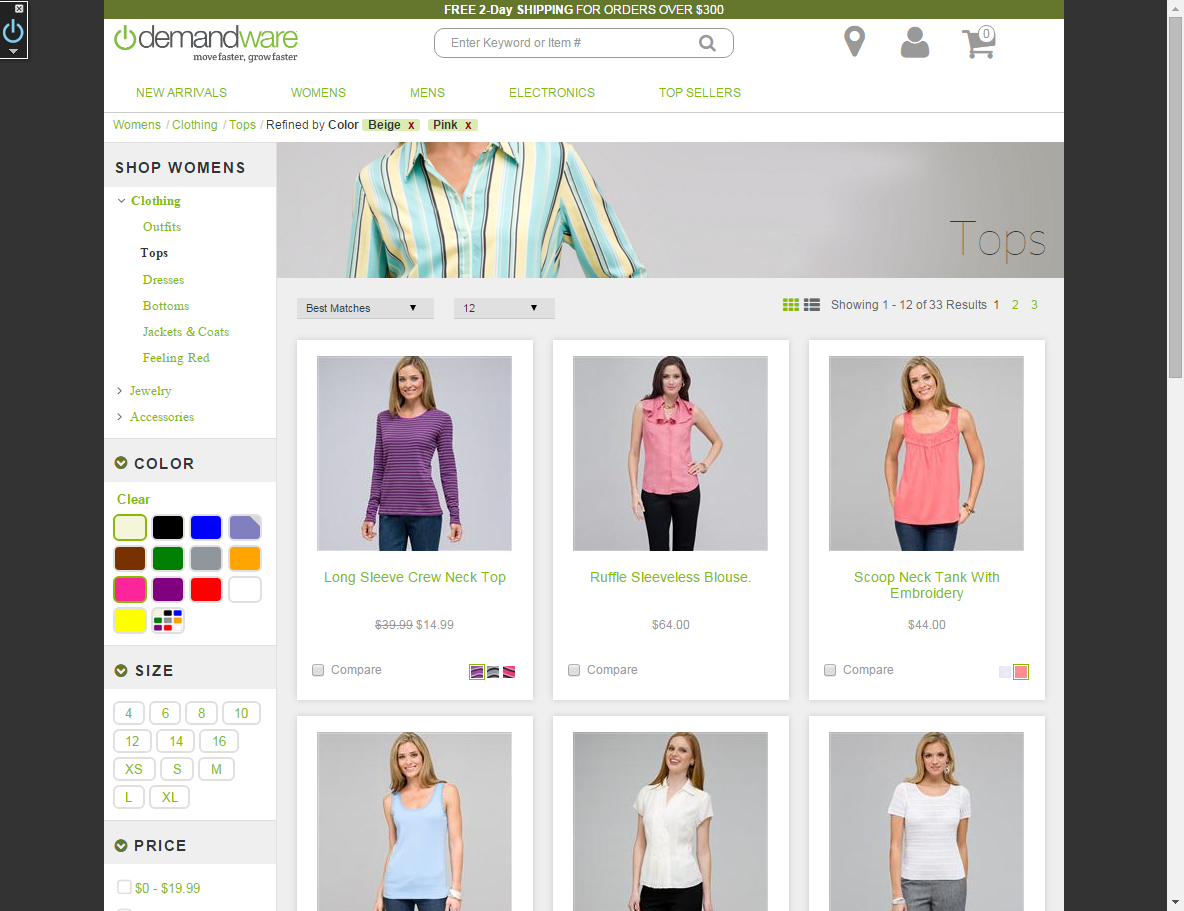 FREE 2-Day SHIPPING FOR ORDERS OVER $300
demandware
move faster, grow faster
Enter Keyword or Item #
0
NEW ARRIVALS WOMENS MENS ELECTRONICS TOP SELLERS
Womens / Clothing / Tops / Refined by Color Beige x Pink x
SHOP WOMENS
Clothing
Outfits
Tops
Dresses
Bottoms
Jackets & Coats
Feeling Red
Jewelry
Accessories
COLOR
Clear
SIZE
4 6 8 10
12 14 16
XS S M
L XL
PRICE
$0 - $19.99
Tops
Best Matches 12 Showing 1 - 12 of 33 Results 1 2 3
Long Sleeve Crew Neck Top
$39.99 $14.99
Compare
Ruffle Sleeveless Blouse.
$64.00
Compare
Scoop Neck Tank With
Embroidery
$44.00
Compare